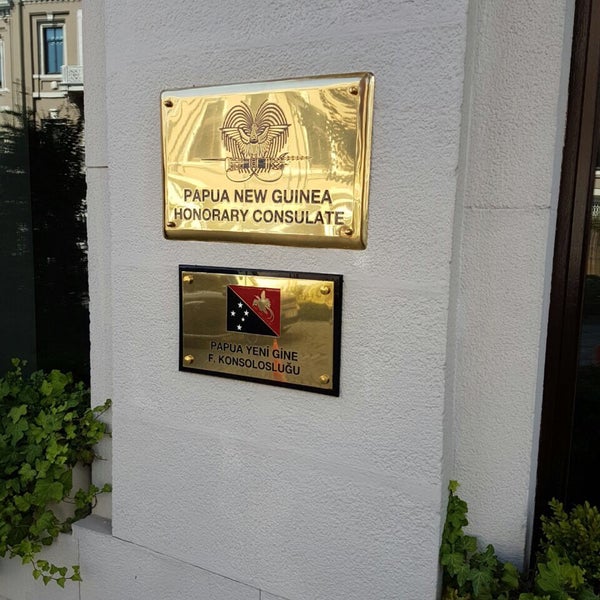 PAPUA NEW GUINEA
HONORARY CONSULATE
PAPUA YENİ GİNE
F. KONSOLOSLUĞU